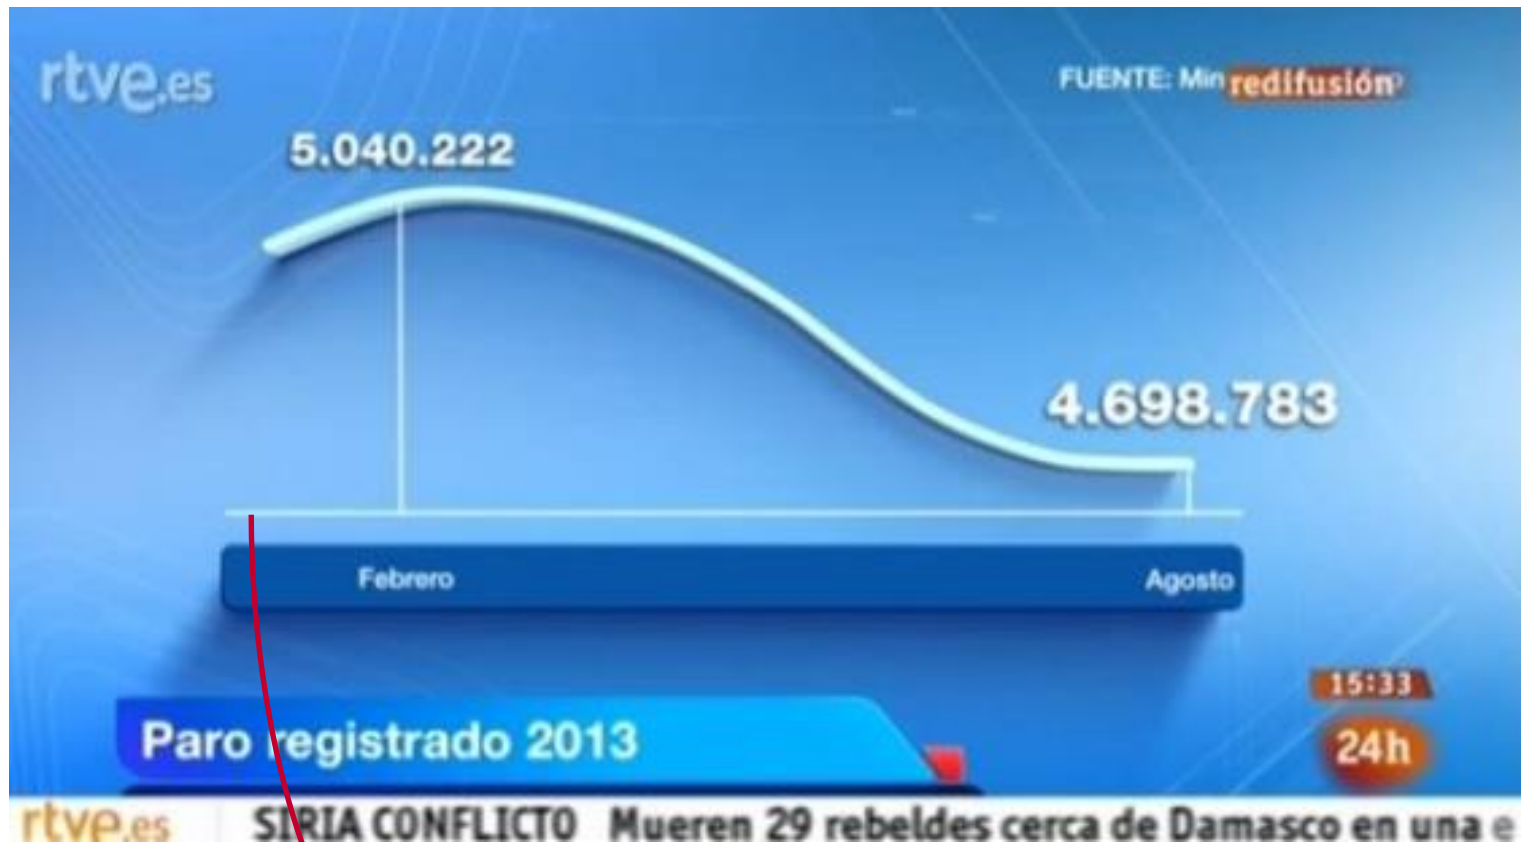 rtve.es
FUENTE: Min redifusión
5.040.222
4.698.783
Febrero
Agosto
15:33
Paro registrado 2013
24h
rtve.es SIRIA CONFLICTO Mueren 29 rebeldes cerca de Damasco en una e